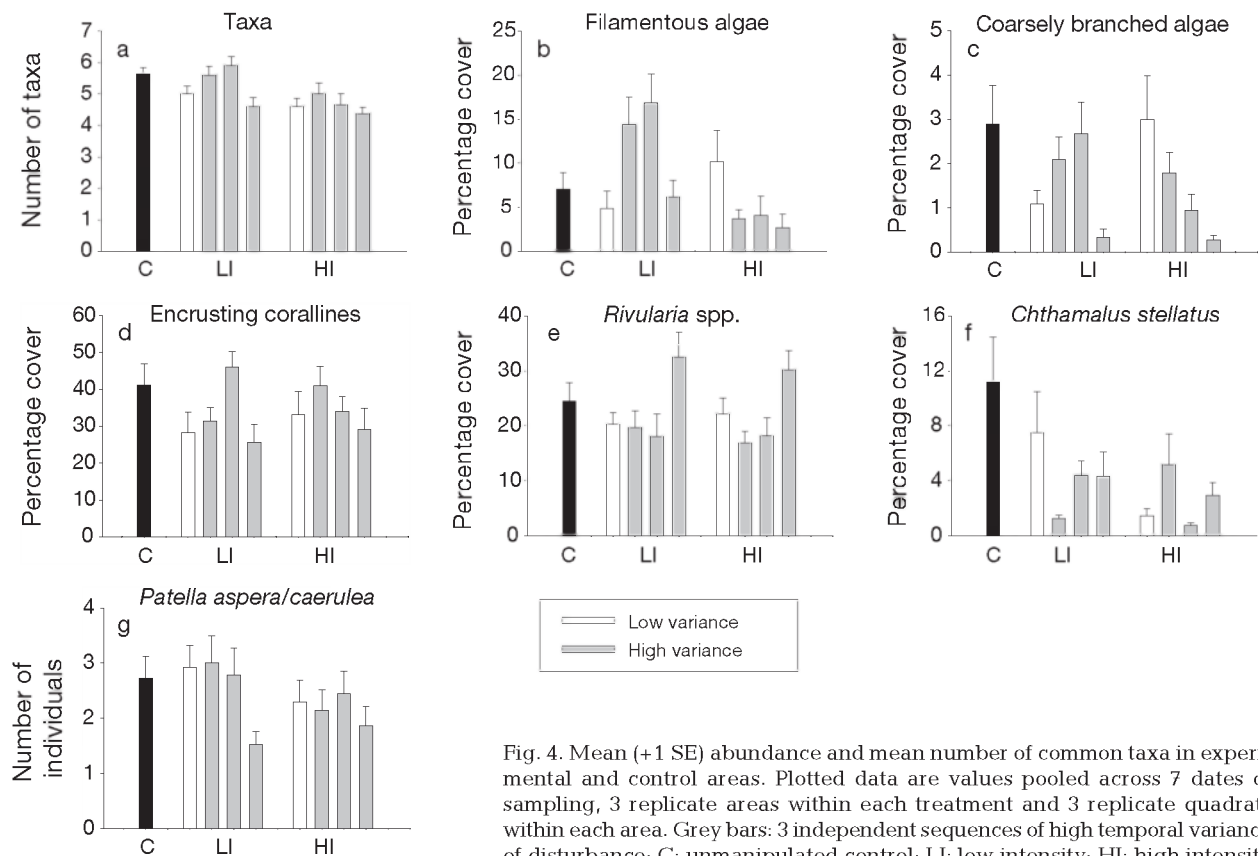 Taxa
a
Number of taxa
7
6
5
4
3
2
1
0
C
LI
HI
Filamentous algae
b
Percentage cover
25
20
15
10
5
0
C
LI
HI
Coarsely branched algae
c
Percentage cover
5
4
3
2
1
0
C
LI
HI
Encrusting corallines
d
Percentage cover
60
50
40
30
20
10
0
C
LI
HI
Rivularia spp.
e
Percentage cover
40
30
20
10
0
C
LI
HI
Chthamalus stellatus
f
Percentage cover
16
12
8
4
0
C
LI
HI
Patella aspera/caerulea
g
Number of
individuals
4
3
2
1
0
C
LI
HI
Low variance
High variance
Fig. 4. Mean (+1 SE) abundance and mean number of common taxa in experi
mental and control areas. Plotted data are values pooled across 7 dates o
sampling, 3 replicate areas within each treatment and 3 replicate quadrat
within each area. Grey bars: 3 independent sequences of high temporal varianc
of disturbance; C: unmanipulated control; LI: low intensity; HI: high intensit